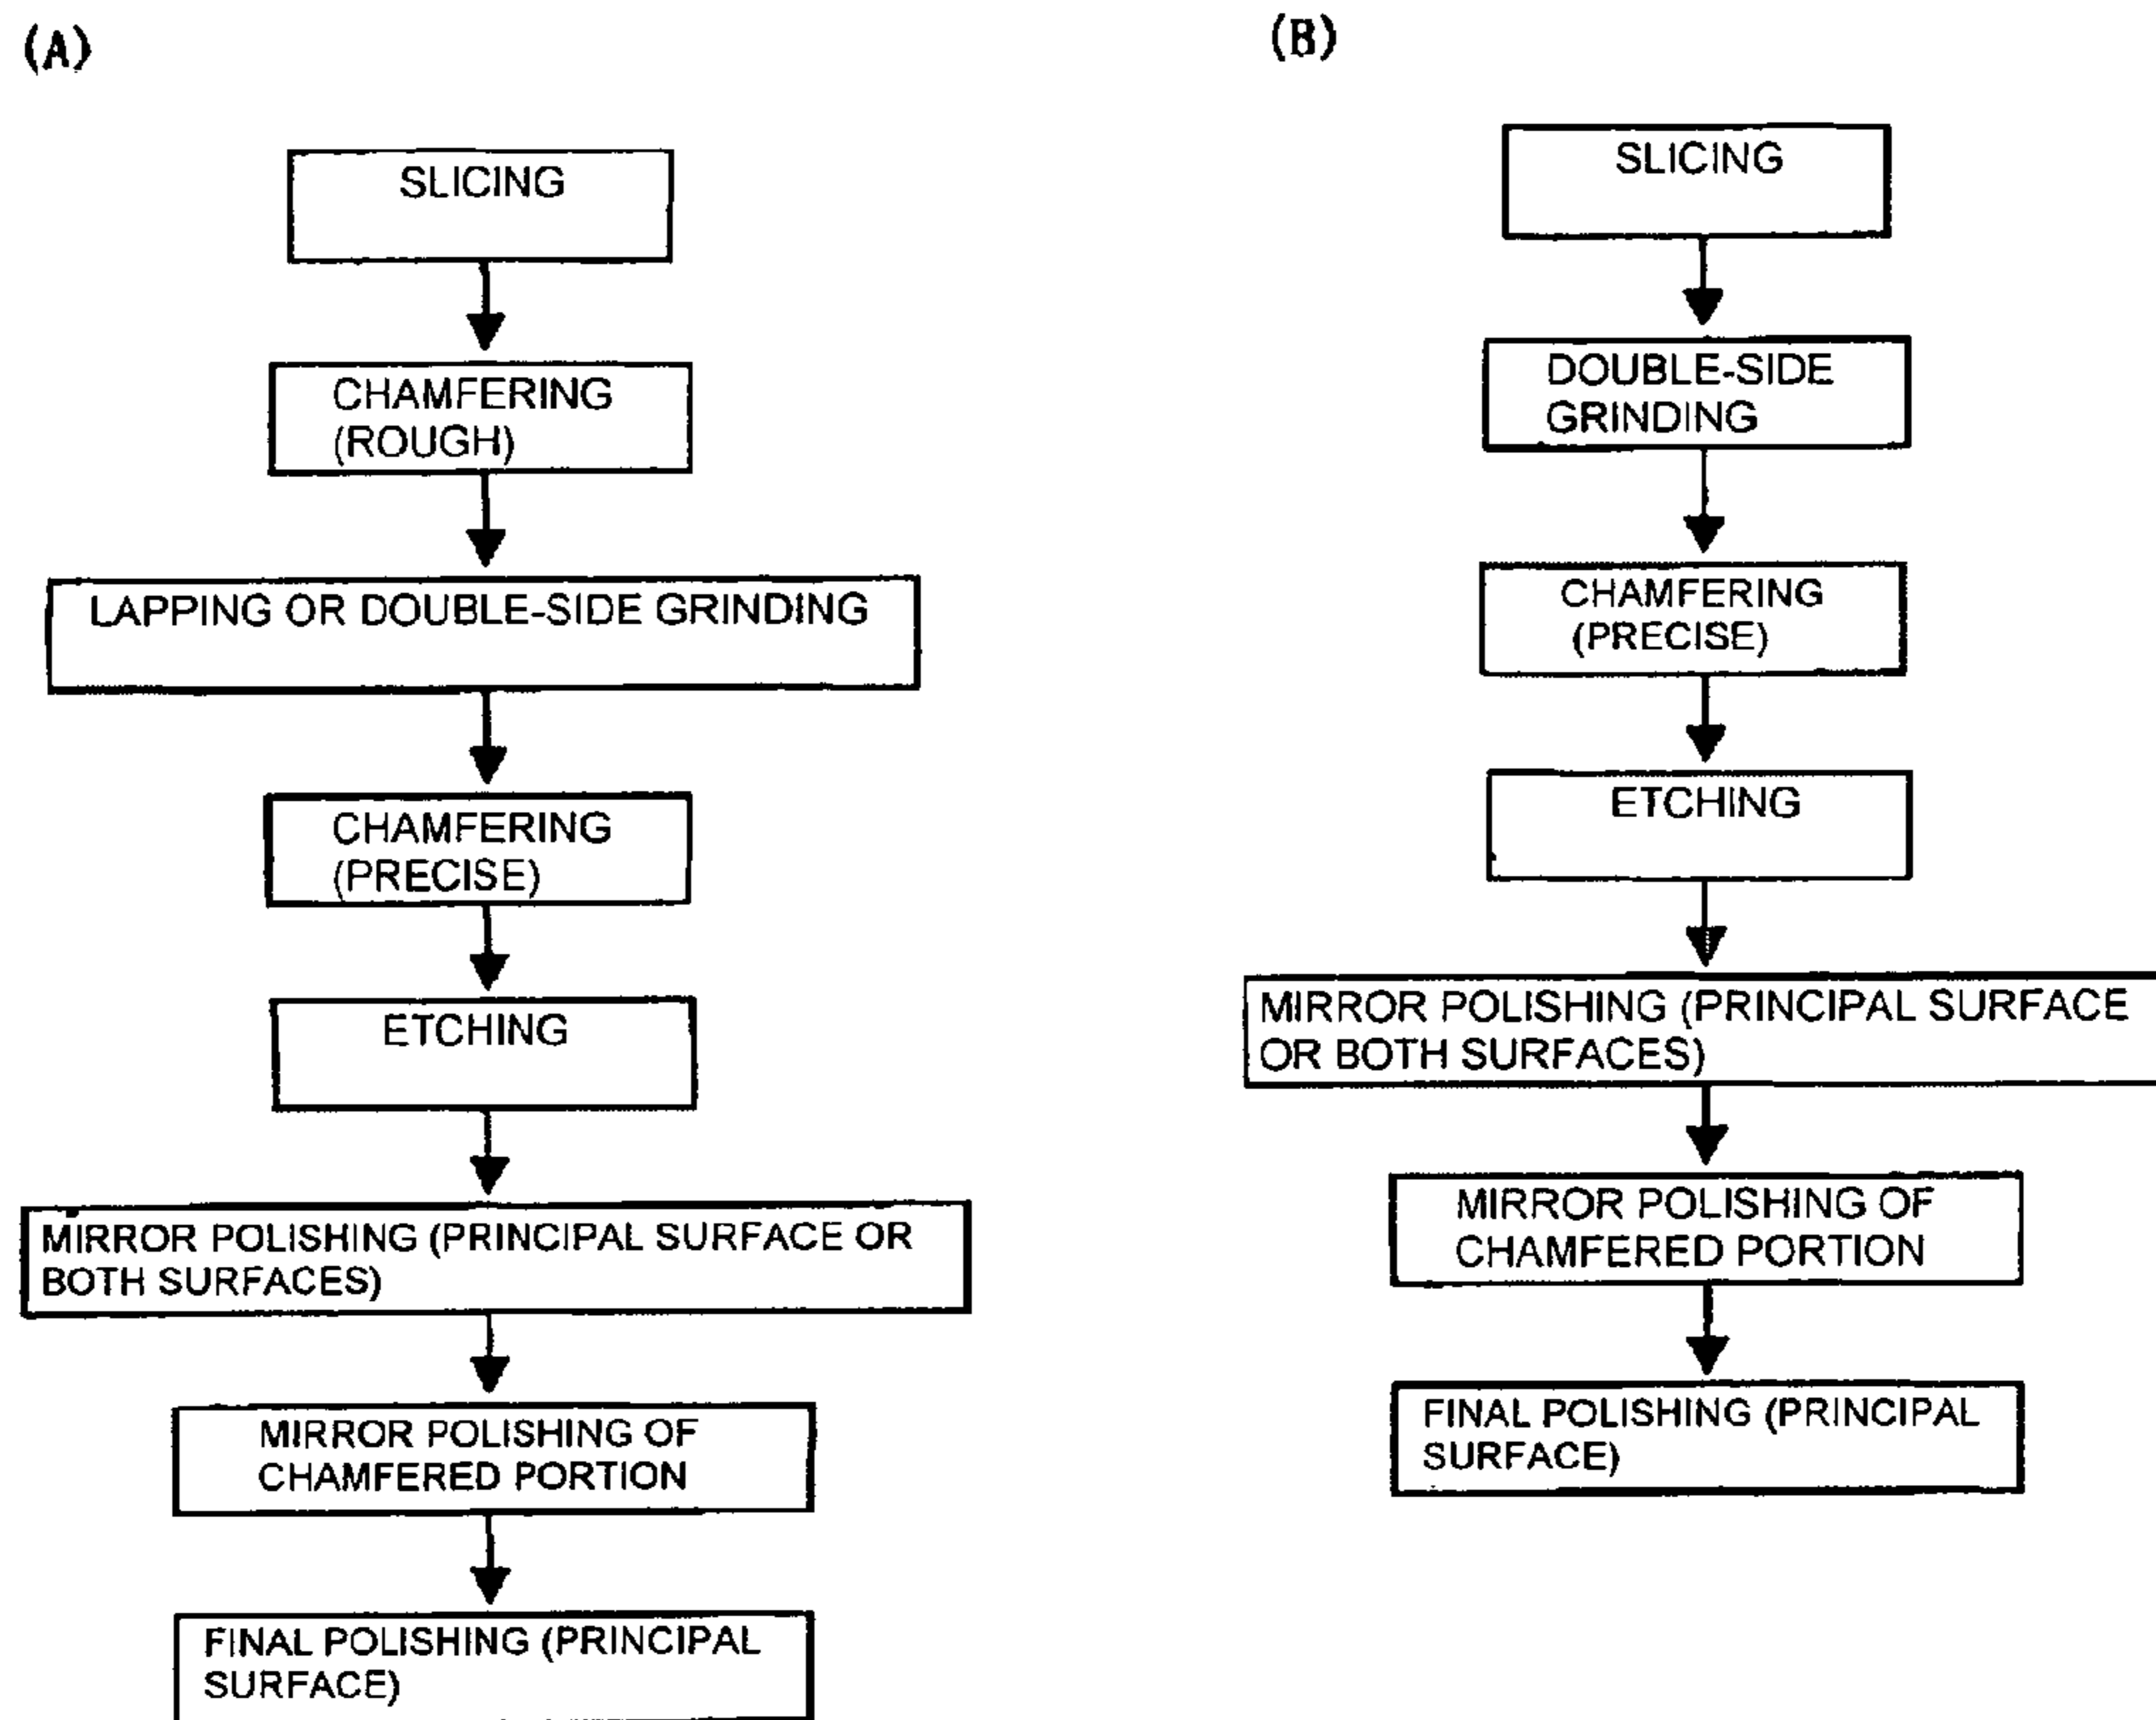 (A)
SLICING
CHAMFERING
(ROUGH)
LAPPING OR DOUBLE-SIDE GRINDING
CHAMFERING
(PRECISE)
ETCHING
MIRROR POLISHING (PRINCIPAL SURFACE OR
BOTH SURFACES)
MIRROR POLISHING OF
CHAMFERED PORTION
FINAL POLISHING (PRINCIPAL
SURFACE)
(B)
SLICING
DOUBLE-SIDE
GRINDING
CHAMFERING
(PRECISE)
ETCHING
MIRROR POLISHING (PRINCIPAL SURFACE
OR BOTH SURFACES)
MIRROR POLISHING OF
CHAMFERED PORTION
FINAL POLISHING (PRINCIPAL
SURFACE)